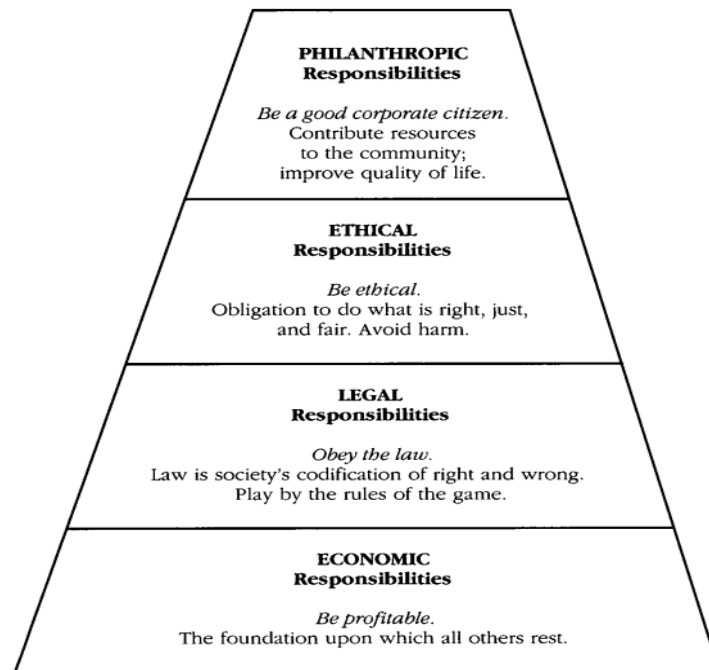 PHILANTHROPIC
Responsibilities
Be a good corporate citizen.
Contribute resources
to the community;
improve quality of life.
ETHICAL
Responsibilities
Be ethical.
Obligation to do what is right, just,
and fair. Avoid harm.
LEGAL
Responsibilities
Obey the law.
Law is society's codification of right and wrong.
Play by the rules of the game.
ECONOMIC
Responsibilities
Be profitable.
The foundation upon which all others rest.